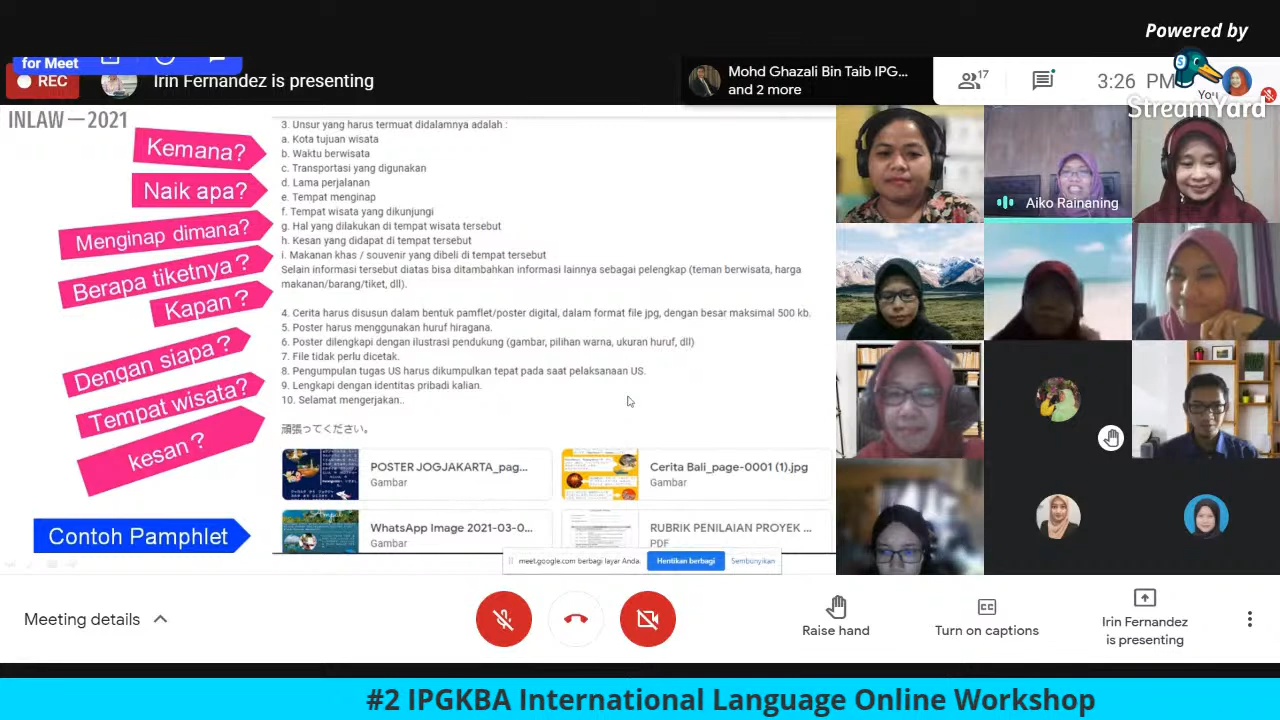 Powered by
StreamYard
for Meet
REC
Irin Fernandez is presenting
Mohd Ghazali Bin Taib IPG...
and 2 more
17
3:26 PM
You
INLAW—2021
Kemana?
Naik apa?
Menginap dimana?
Berapa tiketnya?
Kapan?
Dengan siapa?
Tempat wisata?
kesan?
Contoh Pamphlet
3. Unsur yang harus termuat didalamnya adalah :
a. Kota tujuan wisata
b. Waktu berwisata
c. Transportasi yang digunakan
d. Lama perjalanan
e. Tempat menginap
f. Tempat wisata yang dikunjungi
g. Hal yang dilakukan di tempat wisata tersebut
h. Kesan yang didapat di tempat tersebut
i. Makanan khas / souvenir yang dibeli di tempat tersebut
Selain informasi tersebut diatas bisa ditambahkan informasi lainnya sebagai pelengkap (teman berwisata, harga
makanan/barang/tiket, dll).
4. Cerita harus disusun dalam bentuk pamflet/poster digital, dalam format file jpg, dengan besar maksimal 500 kb.
5. Poster harus menggunakan huruf hiragana.
6. Poster dilengkapi dengan ilustrasi pendukung (gambar, pilihan warna, ukuran huruf, dll)
7. File tidak perlu dicetak.
8. Pengumpulan tugas US harus dikumpulkan tepat pada saat pelaksanaan US.
9. Lengkapi dengan identitas pribadi kalian.
10. Selamat mengerjakan..
頑張ってください。
POSTER JOGJAKARTA_pag...
Gambar
Cerita Bali_page-0001 (1).jpg
Gambar
WhatsApp Image 2021-03-0...
Gambar
RUBRIK PENILAIAN PROYEK ...
PDF
meet.google.com berbagi layar Anda.
Hentikan berbagi
Sembunyikan
Aiko Rainaning
Meeting details
Raise hand
Turn on captions
Irin Fernandez
is presenting
#2 IPGKBA International Language Online Workshop